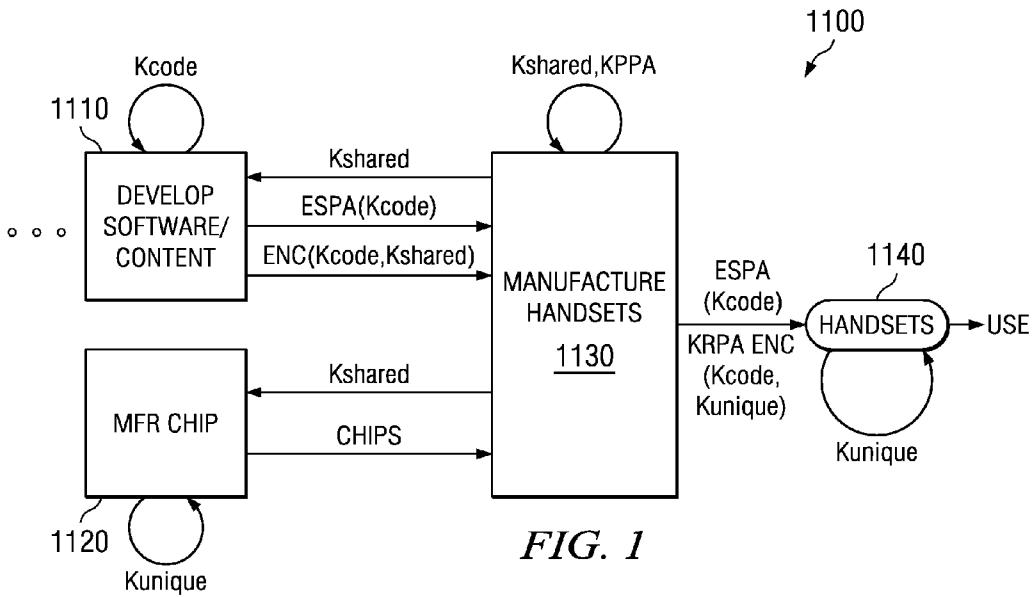 1100
Kcode
Kshared,KPPA
1110
DEVELOP
SOFTWARE/
CONTENT
Kshared
ESPA(Kcode)
ENC(Kcode,Kshared)
MANUFACTURE
HANDSETS
1130
ESPA
(Kcode)
KRPA ENC
(Kcode,
Kunique)
1140
HANDSETS
USE
Kunique
MFR CHIP
Kshared
CHIPS
1120
Kunique
FIG. 1